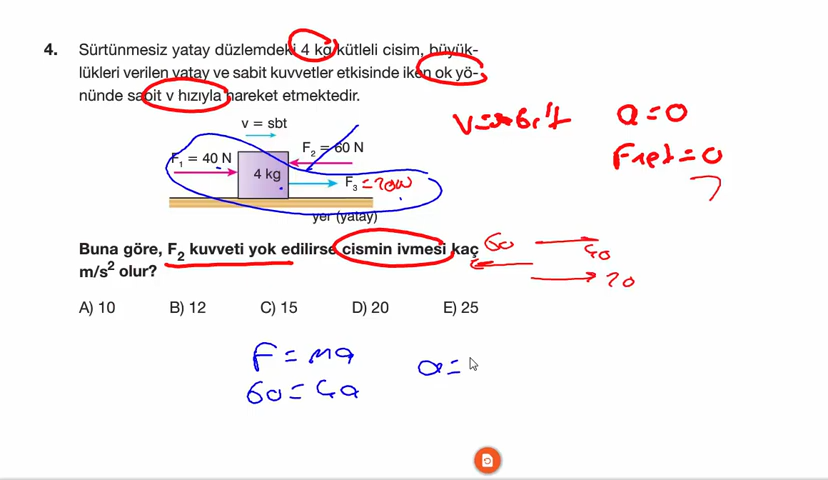 4. Sürtünmesiz yatay düzlemdeki 4 kg kütleli cisim, büyük-
lükleri verilen yatay ve sabit kuvvetler etkisinde iken ok yö-
nünde sabit v hızıyla hareket etmektedir.
v = sabit a = 0
Fnet = 0
v = sbt
F₁ = 40 N
F₂ = 60 N
4 kg
F₃ = 20N
yer (yatay)
Buna göre, F₂ kuvveti yok edilirse cismin ivmesi kaç
m/s² olur?
60
40
20
A) 10 B) 12 C) 15 D) 20 E) 25
F = ma
60 = 4a
a =